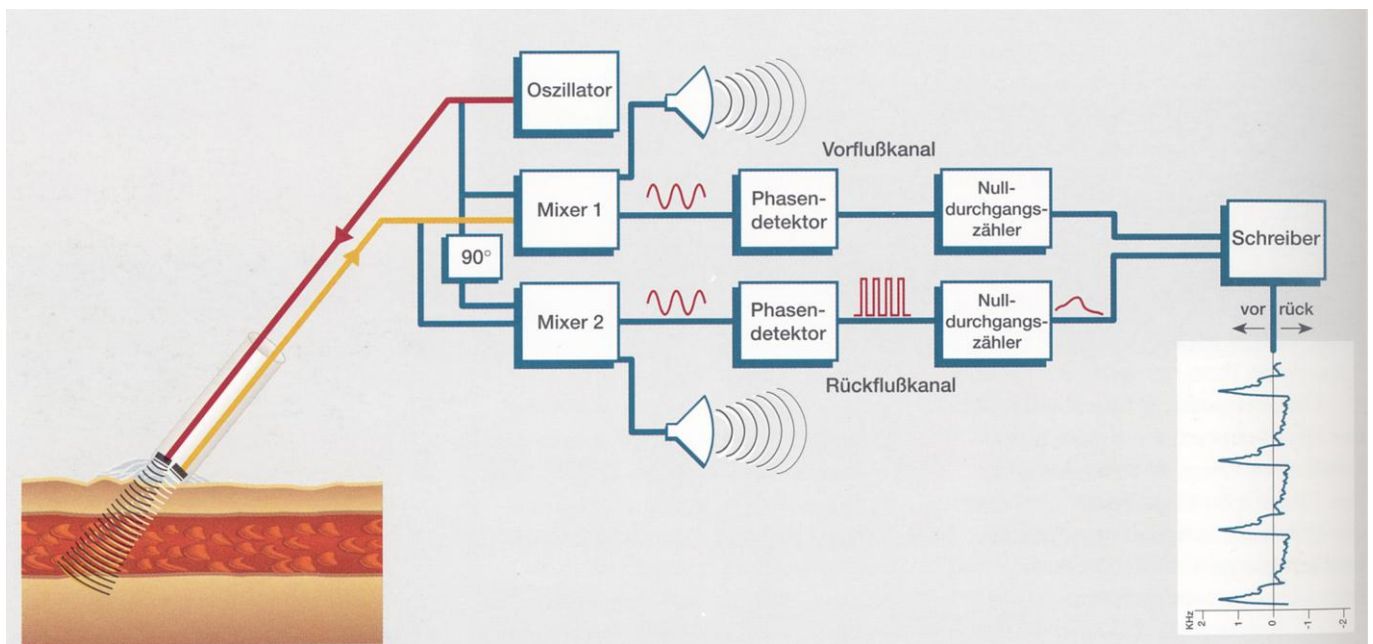 Oszillator
Vorflußkanal
Mixer 1
Phasen-
detektor
Null-
durchgangs-
zähler
Schreiber
90°
Mixer 2
Phasen-
detektor
Null-
durchgangs-
zähler
vor rück
Rückflußkanal
KHz
2 1 0 -1 -2